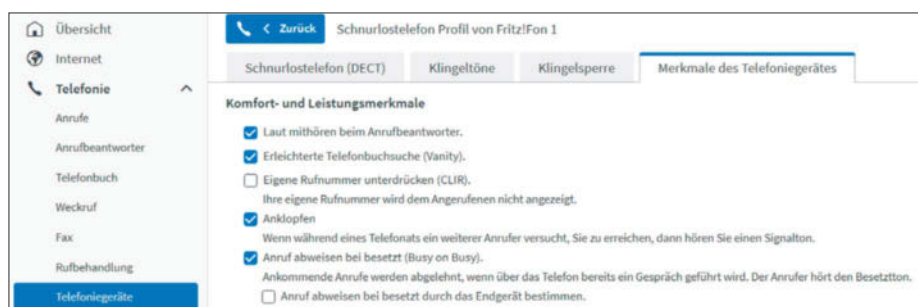 Übersicht
Internet
Telefonie
Anrufe
Anrufbeantworter
Telefonbuch
Weckruf
Fax
Rufbehandlung
Telefoniegeräte
< Zurück Schnurlostelefon Profil von Fritz!Fon 1
Schnurlostelefon (DECT) Klingeltöne Klingelsperre Merkmale des Telefoniegerätes
Komfort- und Leistungsmerkmale
Laut mithören beim Anrufbeantworter.
Erleichterte Telefonbuchsuche (Vanity).
Eigene Rufnummer unterdrücken (CLIR).
Ihre eigene Rufnummer wird dem Angerufenen nicht angezeigt.
Anklopfen
Wenn während eines Telefonats ein weiterer Anrufer versucht, Sie zu erreichen, dann hören Sie einen Signalton.
Anruf abweisen bei besetzt (Busy on Busy).
Ankommende Anrufe werden abgelehnt, wenn über das Telefon bereits ein Gespräch geführt wird. Der Anrufer hört den Besetztton.
Anruf abweisen bei besetzt durch das Endgerät bestimmen.